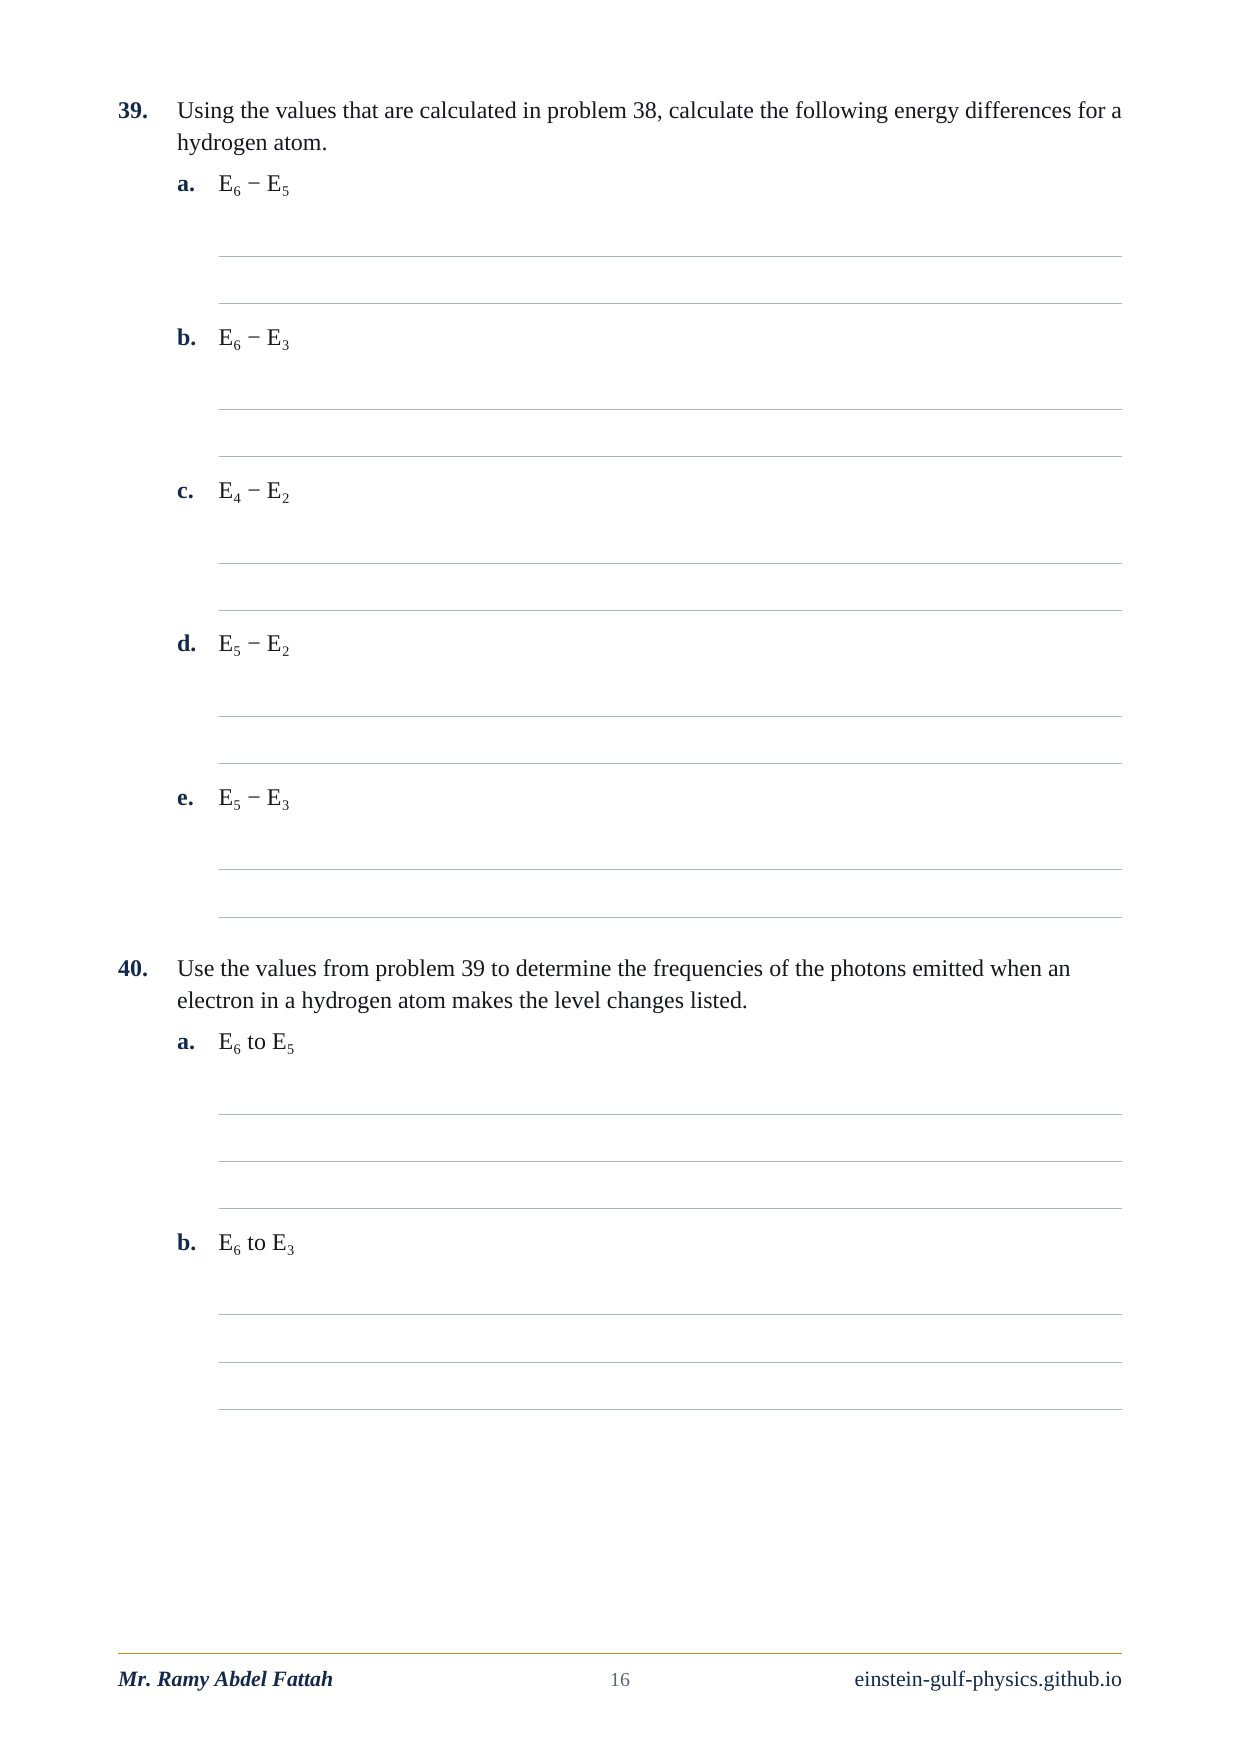 39. Using the values that are calculated in problem 38, calculate the following energy differences for a
hydrogen atom.
a. E₆ − E₅
b. E₆ − E₃
c. E₄ − E₂
d. E₅ − E₂
e. E₅ − E₃
40. Use the values from problem 39 to determine the frequencies of the photons emitted when an
electron in a hydrogen atom makes the level changes listed.
a. E₆ to E₅
b. E₆ to E₃
Mr. Ramy Abdel Fattah 16 einstein-gulf-physics.github.io